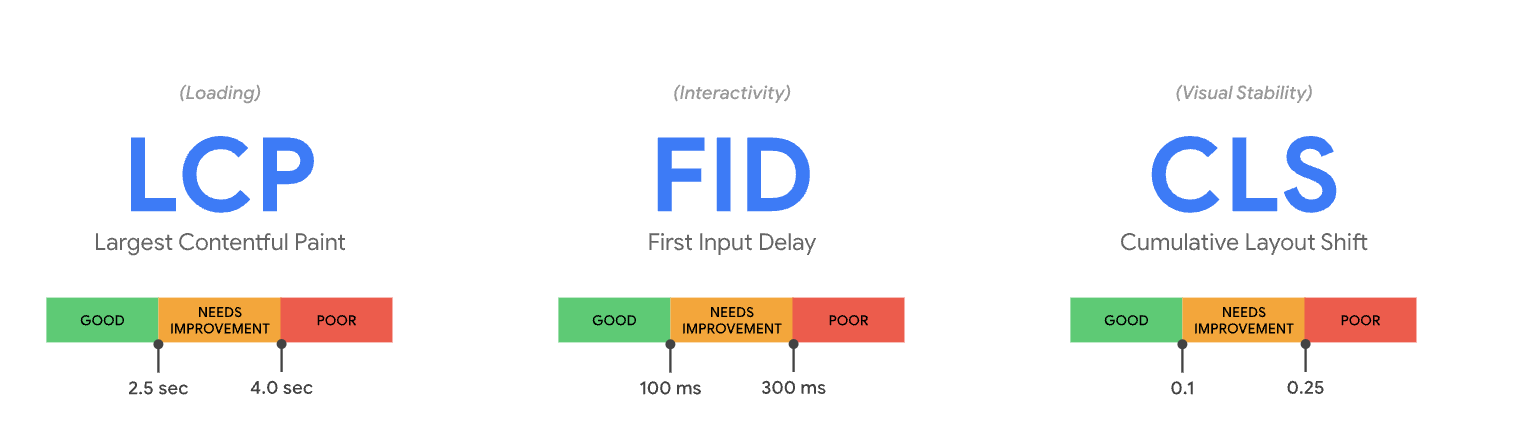 (Loading)
LCP
Largest Contentful Paint
GOOD
NEEDS
IMPROVEMENT
POOR
2.5 sec
4.0 sec
(Interactivity)
FID
First Input Delay
GOOD
NEEDS
IMPROVEMENT
POOR
100 ms
300 ms
(Visual Stability)
CLS
Cumulative Layout Shift
GOOD
NEEDS
IMPROVEMENT
POOR
0.1
0.25